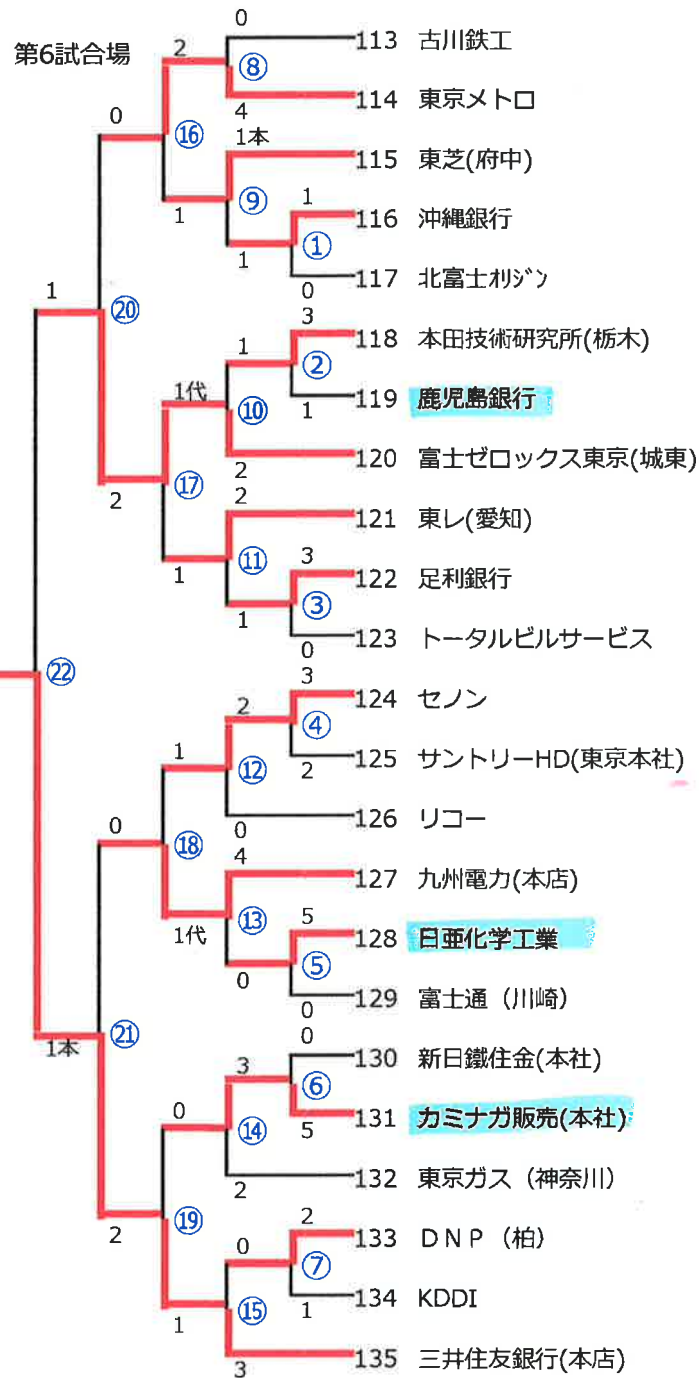 第6試合場
0
113 古川鉄工
2
⑧
114 東京メトロ
4
0
⑯
1本
115 東芝(府中)
⑨
1
116 沖縄銀行
1
①
1
117 北富士オリジン
0
1
⑳
3
118 本田技術研究所(栃木)
1
②
119 鹿児島銀行
1
1代
⑩
120 富士ゼロックス東京(城東)
2
⑰
2
2
121 東レ(愛知)
⑪
3
122 足利銀行
1
③
1
123 トータルビルサービス
0
㉒
3
124 セノン
2
④
125 サントリーHD(東京本社)
2
1
⑫
126 リコー
0
0
⑱
4
127 九州電力(本店)
⑬
5
128 日亜化学工業
1代
⑤
0
129 富士通（川崎）
0
㉑
1本
0
130 新日鐵住金(本社)
3
⑥
131 カミナガ販売(本社)
5
0
⑭
132 東京ガス（神奈川）
2
⑲
2
2
133 ＤＮＰ（柏）
0
⑦
134 KDDI
1
1
⑮
135 三井住友銀行(本店)
3